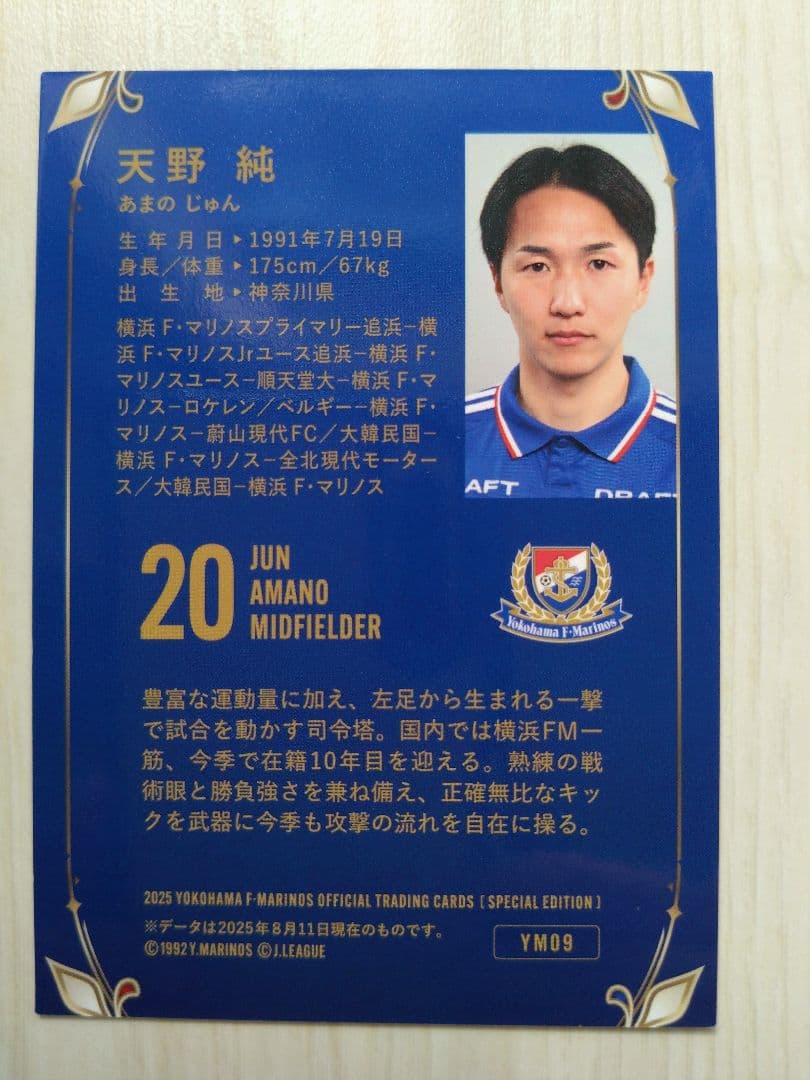 天野 純
あまの じゅん
生年月日▶1991年7月19日
身長／体重▶175cm／67kg
出生地▶神奈川県
横浜 F・マリノスプライマリー追浜−横
浜 F・マリノスJrユース追浜−横浜 F・
マリノスユース−順天堂大−横浜 F・マ
リノス−ロケレン／ベルギー−横浜 F・
マリノス−蔚山現代FC／大韓民国−
横浜 F・マリノス−全北現代モーター
ス／大韓民国−横浜 F・マリノス
AFT DRAFT
20
JUN
AMANO
MIDFIELDER
Yokohama F・Marinos
豊富な運動量に加え、左足から生まれる一撃
で試合を動かす司令塔。国内では横浜FM一
筋、今季で在籍10年目を迎える。熟練の戦
術眼と勝負強さを兼ね備え、正確無比なキッ
クを武器に今季も攻撃の流れを自在に操る。
2025 YOKOHAMA F・MARINOS OFFICIAL TRADING CARDS [SPECIAL EDITION]
※データは2025年8月11日現在のものです。
©1992 Y.MARINOS ©J.LEAGUE
YM09